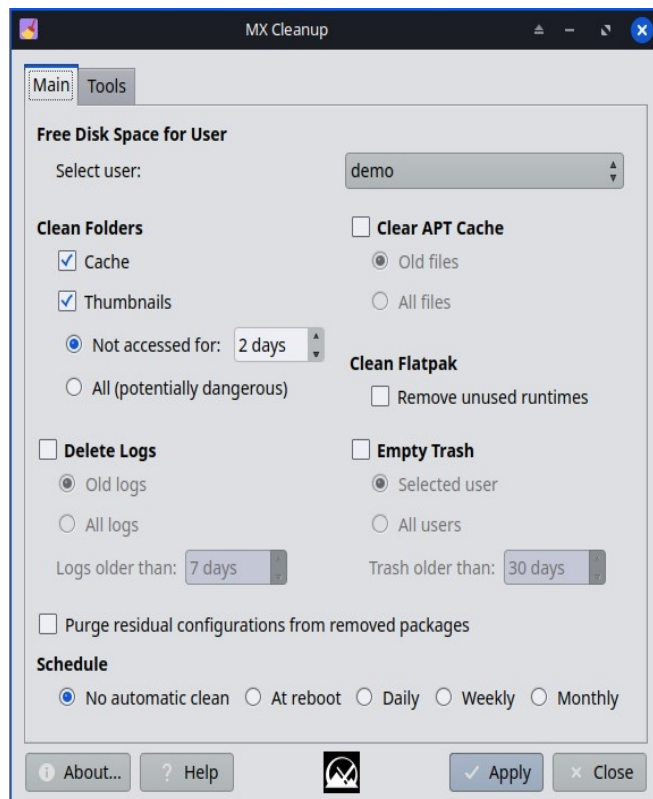 MX Cleanup
Main Tools
Free Disk Space for User
Select user: demo
Clean Folders
Cache
Thumbnails
Not accessed for: 2 days
All (potentially dangerous)
Clear APT Cache
Old files
All files
Clean Flatpak
Remove unused runtimes
Delete Logs
Old logs
All logs
Logs older than: 7 days
Empty Trash
Selected user
All users
Trash older than: 30 days
Purge residual configurations from removed packages
Schedule
No automatic clean At reboot Daily Weekly Monthly
About... ? Help Apply Close